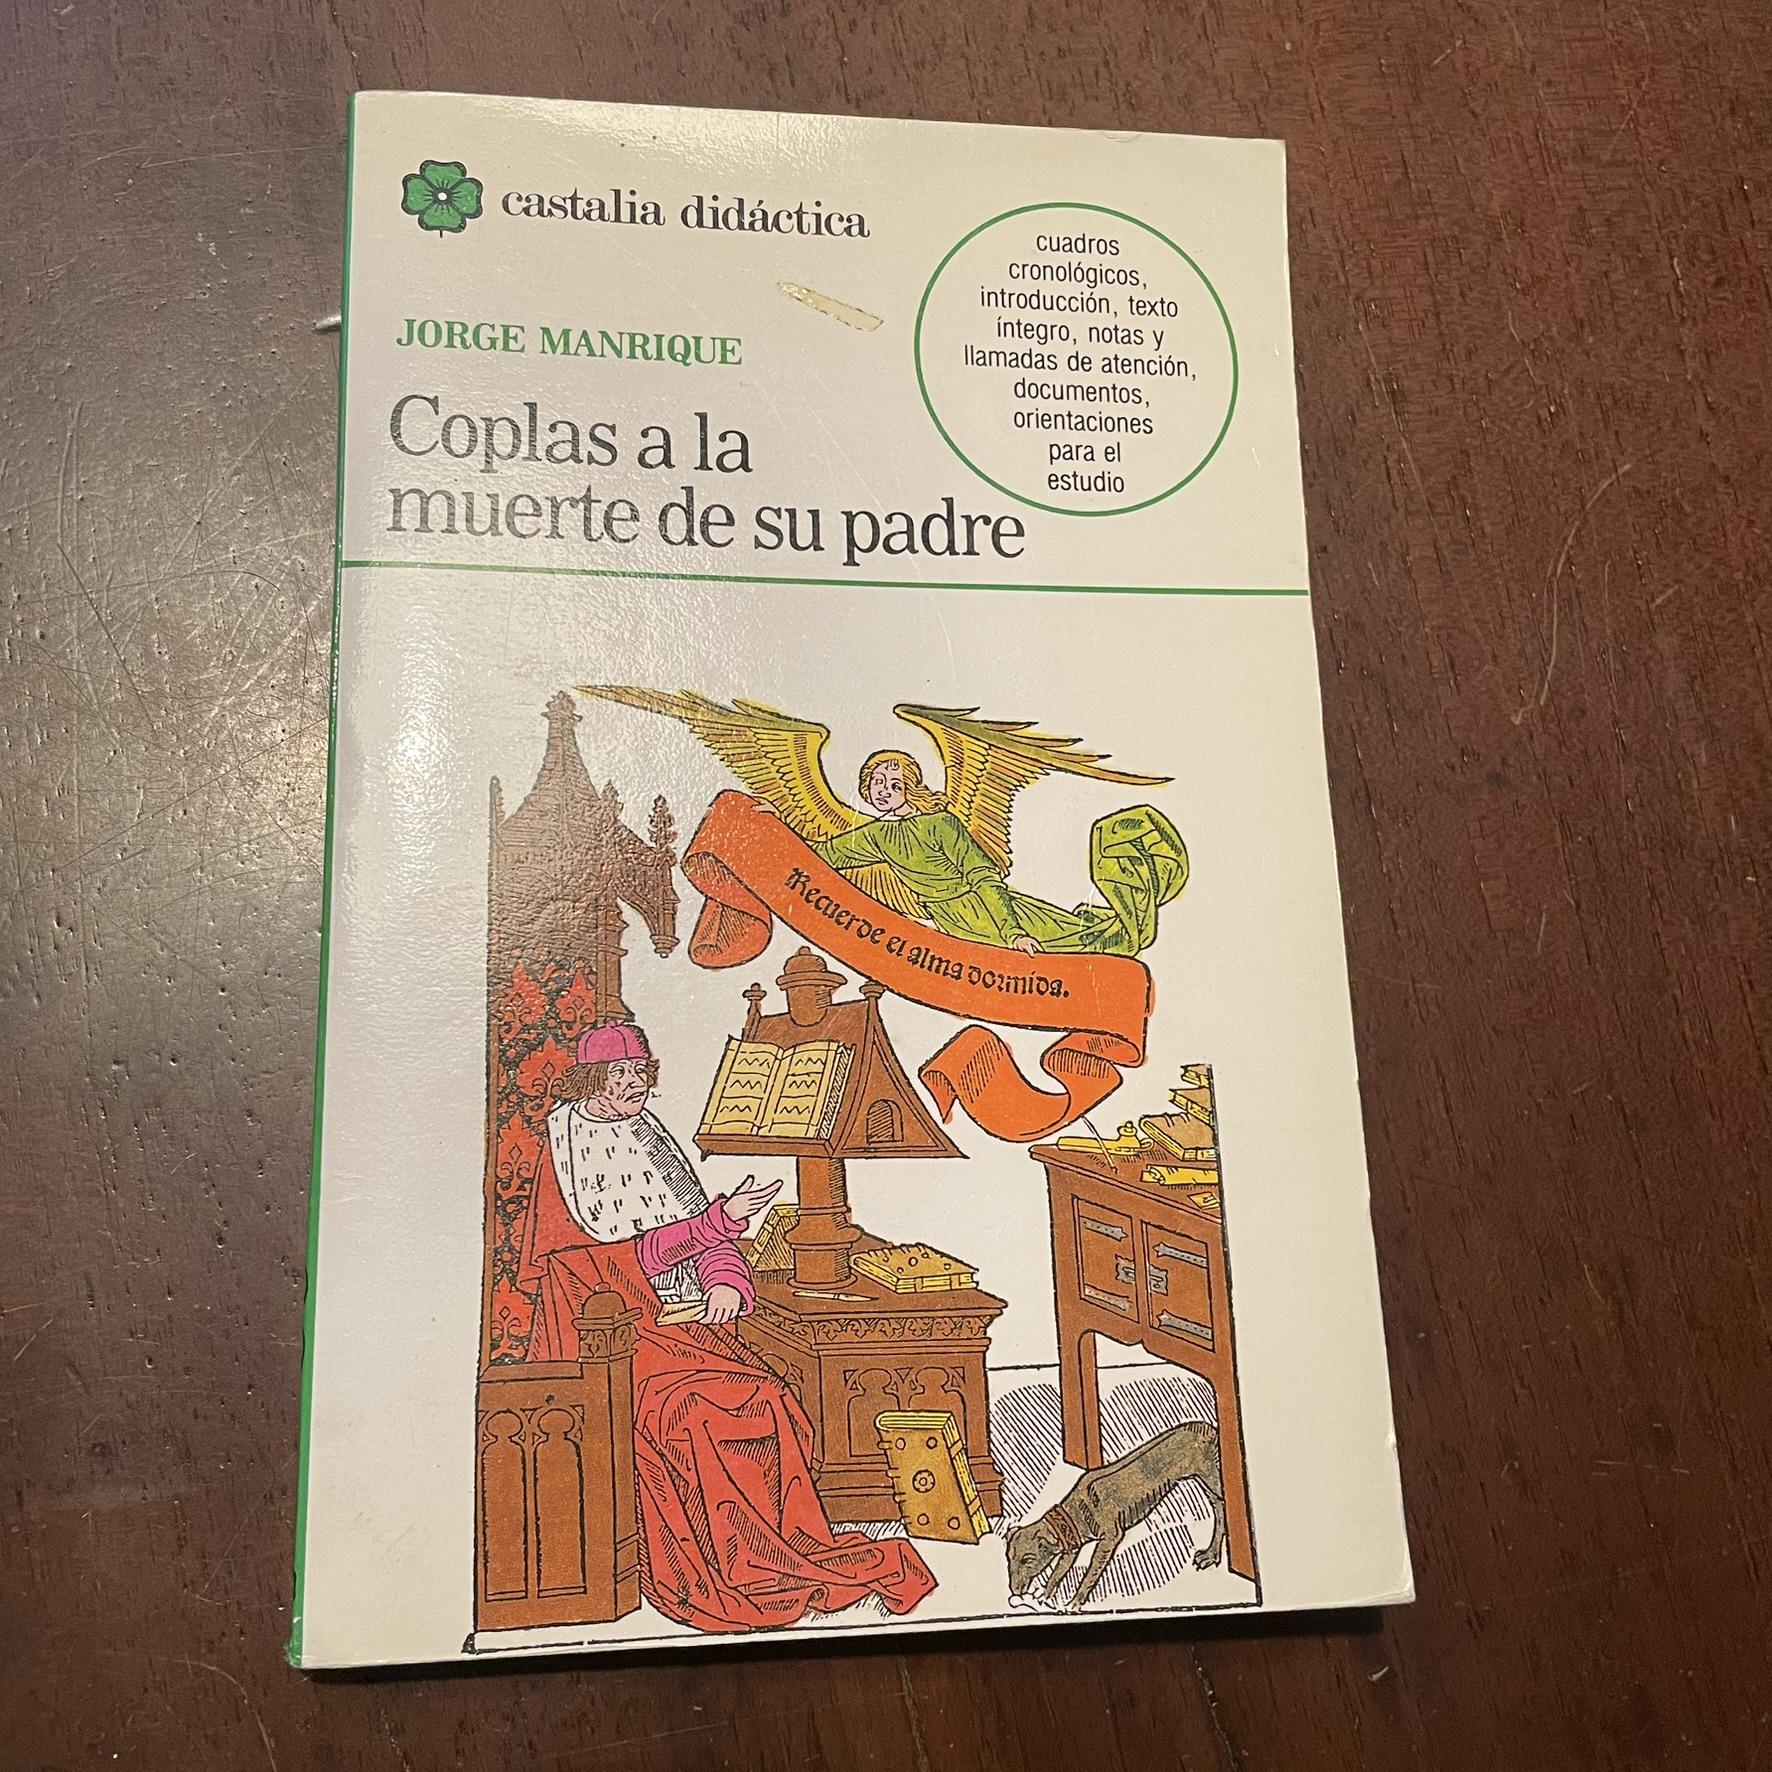 castalia didáctica
cuadros
cronológicos,
introducción, texto
íntegro, notas y
llamadas de atención,
documentos,
orientaciones
para el
estudio
JORGE MANRIQUE
Coplas a la
muerte de su padre
Recuerde el alma dormida.